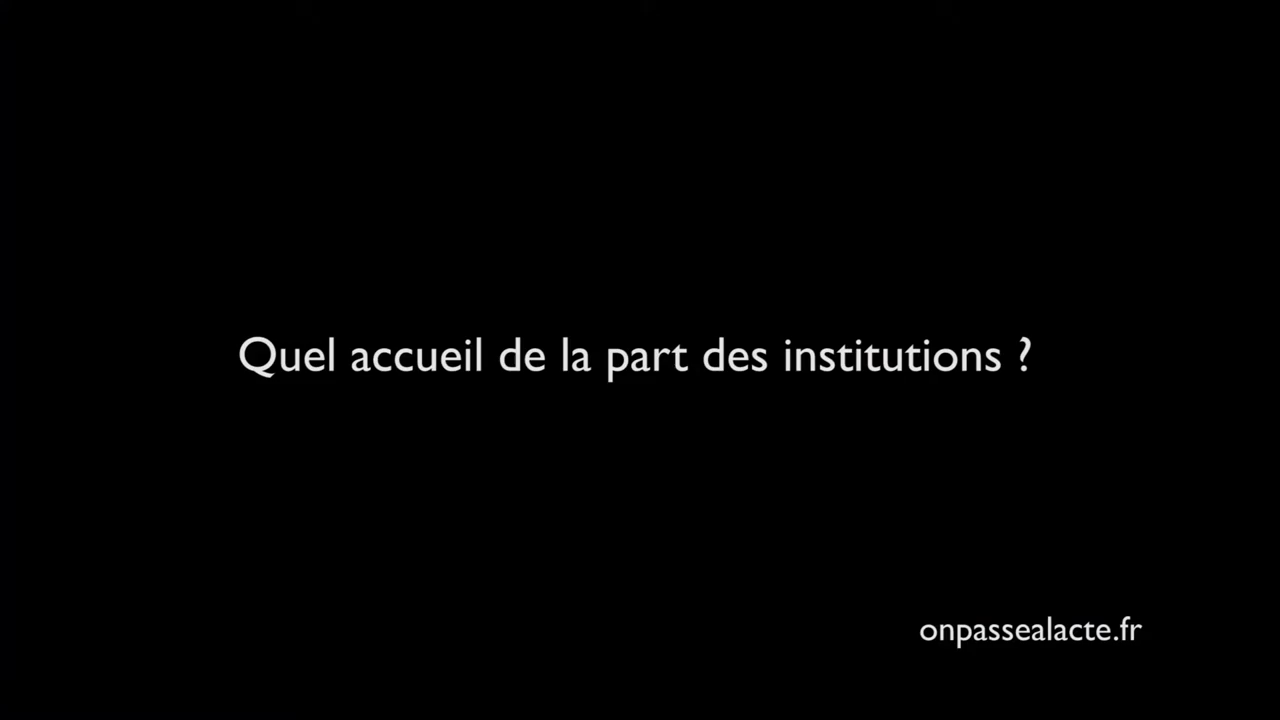 Quel accueil de la part des institutions ?
onpassealacte.fr